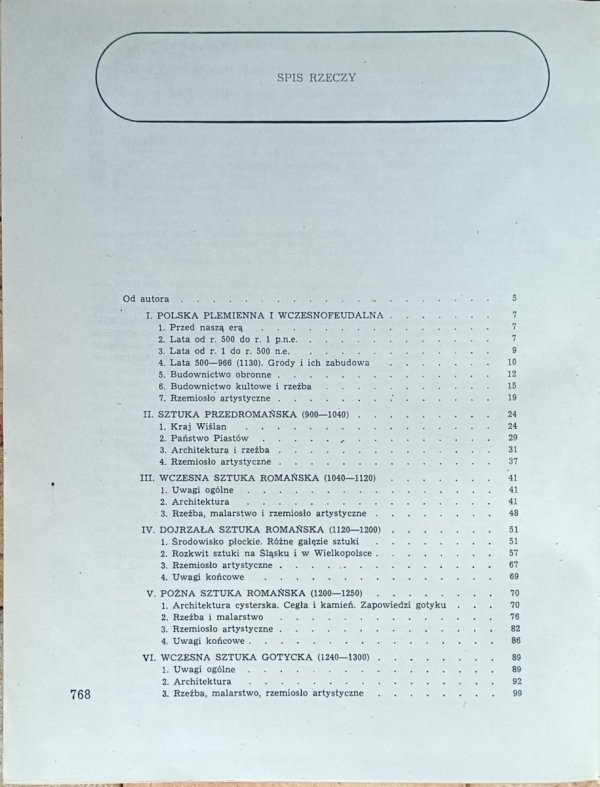 SPIS RZECZY
Od autora . . . . . . . . . . . . . . . . . . . . 5
I. POLSKA PLEMIENNA I WCZESNOFEUDALNA . . . . . . . 7
1. Przed naszą erą . . . . . . . . . . . . . . . 7
2. Lata od r. 500 do r. 1 p.n.e. . . . . . . . . . . . . 7
3. Lata od r. 1 do r. 500 n.e. . . . . . . . . . . . . 9
4. Lata 500—966 (1130). Grody i ich zabudowa . . . . . . . 10
5. Budownictwo obronne . . . . . . . . . . . . . . 12
6. Budownictwo kultowe i rzeźba . . . . . . . . . . . 15
7. Rzemiosło artystyczne . . . . . . . . . . . . . . 19
II. SZTUKA PRZEDROMAŃSKA (900—1040) . . . . . . . . . 24
1. Kraj Wiślan . . . . . . . . . . . . . . . . 24
2. Państwo Piastów . . . . . . . . . . . . . . . 29
3. Architektura i rzeźba . . . . . . . . . . . . . . 31
4. Rzemiosło artystyczne . . . . . . . . . . . . . . 37
III. WCZESNA SZTUKA ROMAŃSKA (1040—1120) . . . . . . . . 41
1. Uwagi ogólne . . . . . . . . . . . . . . . . 41
2. Architektura . . . . . . . . . . . . . . . . 41
3. Rzeźba, malarstwo i rzemiosło artystyczne . . . . . . . . 48
IV. DOJRZAŁA SZTUKA ROMAŃSKA (1120—1200) . . . . . . . 51
1. Środowisko płockie. Różne gałęzie sztuki . . . . . . . . 51
2. Rozkwit sztuki na Śląsku i w Wielkopolsce . . . . . . . . 57
3. Rzemiosło artystyczne . . . . . . . . . . . . . . 67
4. Uwagi końcowe . . . . . . . . . . . . . . . 69
V. PÓŹNA SZTUKA ROMAŃSKA (1200—1250) . . . . . . . . 70
1. Architektura cysterska. Cegła i kamień. Zapowiedzi gotyku . . . 70
2. Rzeźba i malarstwo . . . . . . . . . . . . . . 76
3. Rzemiosło artystyczne . . . . . . . . . . . . . . 82
4. Uwagi końcowe . . . . . . . . . . . . . . . . 86
VI. WCZESNA SZTUKA GOTYCKA (1240—1300) . . . . . . . . 89
1. Uwagi ogólne . . . . . . . . . . . . . . . . 89
2. Architektura . . . . . . . . . . . . . . . . 92
3. Rzeźba, malarstwo, rzemiosło artystyczne . . . . . . . . 99
768